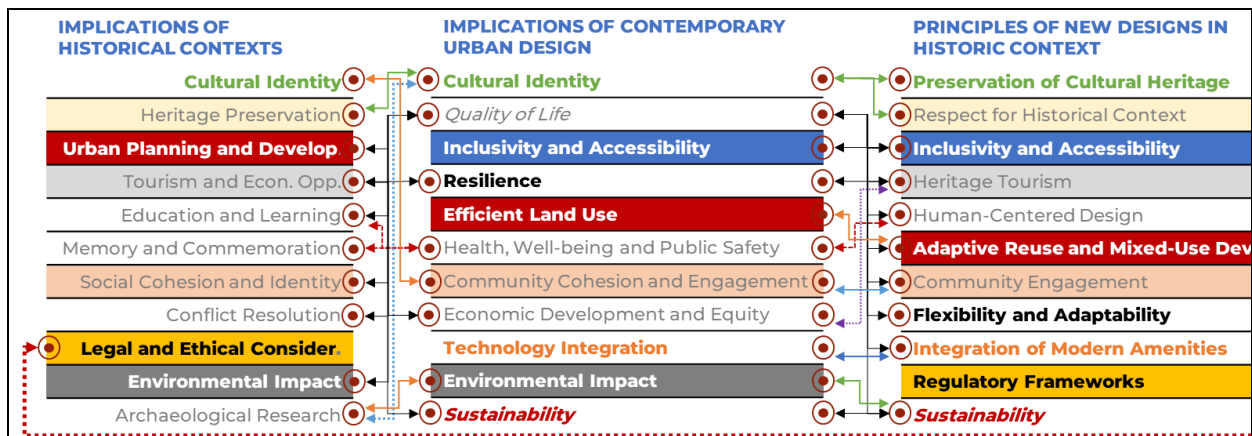 IMPLICATIONS OF
HISTORICAL CONTEXTS
Cultural Identity
Heritage Preservation
Urban Planning and Develop.
Tourism and Econ. Opp.
Education and Learning
Memory and Commemoration
Social Cohesion and Identity
Conflict Resolution
Legal and Ethical Consider.
Environmental Impact
Archaeological Research
IMPLICATIONS OF CONTEMPORARY
URBAN DESIGN
Cultural Identity
Quality of Life
Inclusivity and Accessibility
Resilience
Efficient Land Use
Health, Well-being and Public Safety
Community Cohesion and Engagement
Economic Development and Equity
Technology Integration
Environmental Impact
Sustainability
PRINCIPLES OF NEW DESIGNS IN
HISTORIC CONTEXT
Preservation of Cultural Heritage
Respect for Historical Context
Inclusivity and Accessibility
Heritage Tourism
Human-Centered Design
Adaptive Reuse and Mixed-Use Dev
Community Engagement
Flexibility and Adaptability
Integration of Modern Amenities
Regulatory Frameworks
Sustainability